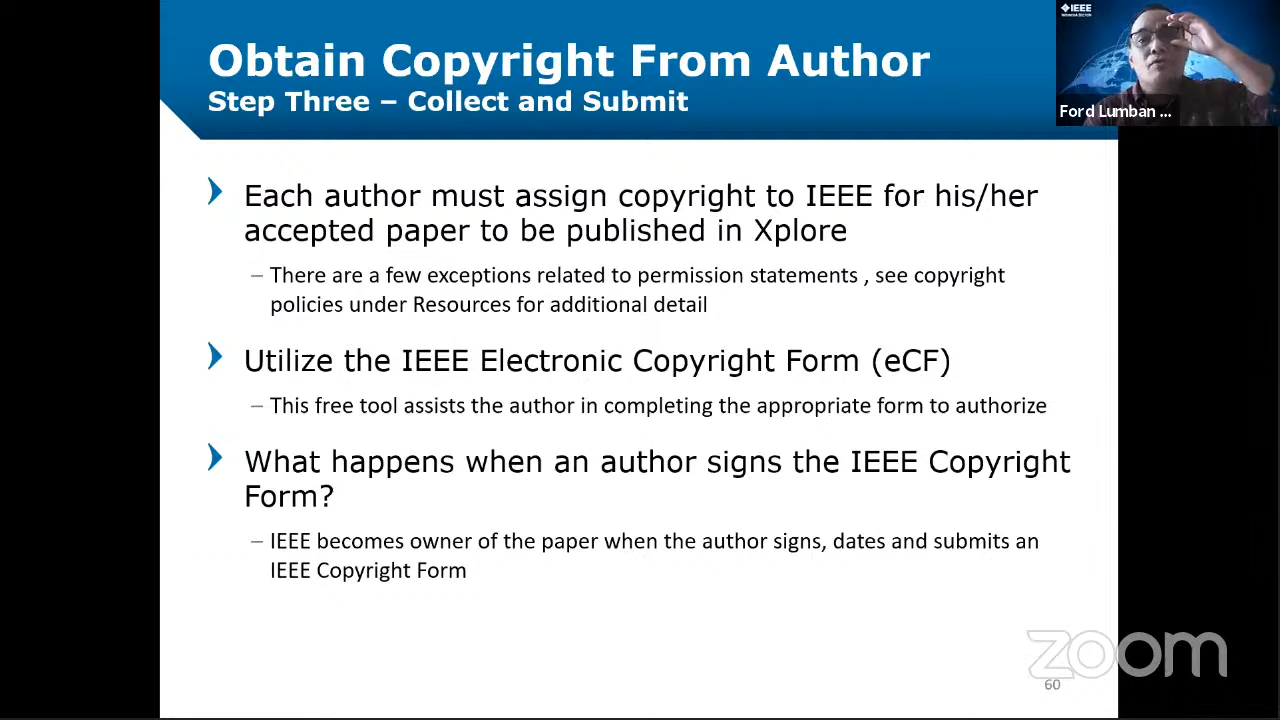 Obtain Copyright From Author
Step Three – Collect and Submit
IEEE
INDONESIA SECTION
Ford Lumban ...
Each author must assign copyright to IEEE for his/her
accepted paper to be published in Xplore
– There are a few exceptions related to permission statements , see copyright
policies under Resources for additional detail
Utilize the IEEE Electronic Copyright Form (eCF)
– This free tool assists the author in completing the appropriate form to authorize
What happens when an author signs the IEEE Copyright
Form?
– IEEE becomes owner of the paper when the author signs, dates and submits an
IEEE Copyright Form
zoom
60